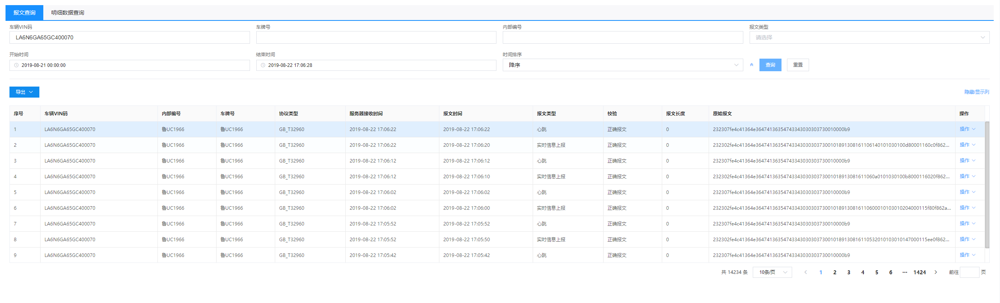 报文查询 明细数据查询
车辆VIN码 车牌号 内部编号 报文类型
LA6N6GA65GC400070 请选择
开始时间 结束时间 时间排序
2019-08-21 00:00:00 2019-08-22 17:06:28 降序 查询 重置
导出 隐藏/显示列
序号 车辆VIN码 内部编号 车牌号 协议类型 服务器接收时间 报文时间 报文类型 校验 报文长度 原始报文 操作
1 LA6N6GA65GC400070 鲁UC1966 鲁UC1966 GB_T32960 2019-08-22 17:06:22 2019-08-22 17:06:22 心跳 正确报文 0 232307fe4c41364e364741363547433430303037300100​00b9 操作
2 LA6N6GA65GC400070 鲁UC1966 鲁UC1966 GB_T32960 2019-08-22 17:06:22 2019-08-22 17:06:20 实时信息上报 正确报文 0 232302fe4c41364e3647413635474334303030373001018913081611061401010​30100d80001160c0f862... 操作
3 LA6N6GA65GC400070 鲁UC1966 鲁UC1966 GB_T32960 2019-08-22 17:06:12 2019-08-22 17:06:12 心跳 正确报文 0 232307fe4c41364e36474136354743343030303730010000b9 操作
4 LA6N6GA65GC400070 鲁UC1966 鲁UC1966 GB_T32960 2019-08-22 17:06:12 2019-08-22 17:06:10 实时信息上报 正确报文 0 232302fe4c41364e3647413635474334303030373001018913081611060a0101030100b8000116020f862... 操作
5 LA6N6GA65GC400070 鲁UC1966 鲁UC1966 GB_T32960 2019-08-22 17:06:02 2019-08-22 17:06:02 心跳 正确报文 0 232307fe4c41364e36474136354743343030303730010000b9 操作
6 LA6N6GA65GC400070 鲁UC1966 鲁UC1966 GB_T32960 2019-08-22 17:06:02 2019-08-22 17:06:00 实时信息上报 正确报文 0 232302fe4c41364e3647413635474334303030373001018913081611060001010​3010204000115f80f862a... 操作
7 LA6N6GA65GC400070 鲁UC1966 鲁UC1966 GB_T32960 2019-08-22 17:05:52 2019-08-22 17:05:52 心跳 正确报文 0 232307fe4c41364e36474136354743343030303730010000b9 操作
8 LA6N6GA65GC400070 鲁UC1966 鲁UC1966 GB_T32960 2019-08-22 17:05:52 2019-08-22 17:05:50 实时信息上报 正确报文 0 232302fe4c41364e3647413635474334303030373001018913081611053201010​3010147000115ee0f862... 操作
9 LA6N6GA65GC400070 鲁UC1966 鲁UC1966 GB_T32960 2019-08-22 17:05:42 2019-08-22 17:05:42 心跳 正确报文 0 232307fe4c41364e36474136354743343030303730010000b9 操作
共 14234 条 10条/页 1 2 3 4 5 6 ... 1424 前往 页